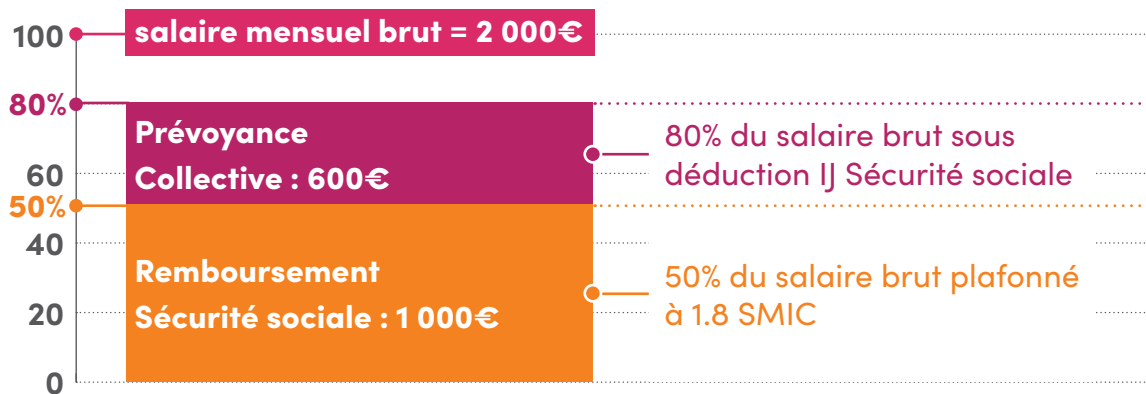 100
salaire mensuel brut = 2 000€
80%
Prévoyance
Collective : 600€
80% du salaire brut sous
déduction IJ Sécurité sociale
60
50%
40
Remboursement
Sécurité sociale : 1 000€
50% du salaire brut plafonné
à 1.8 SMIC
20
0